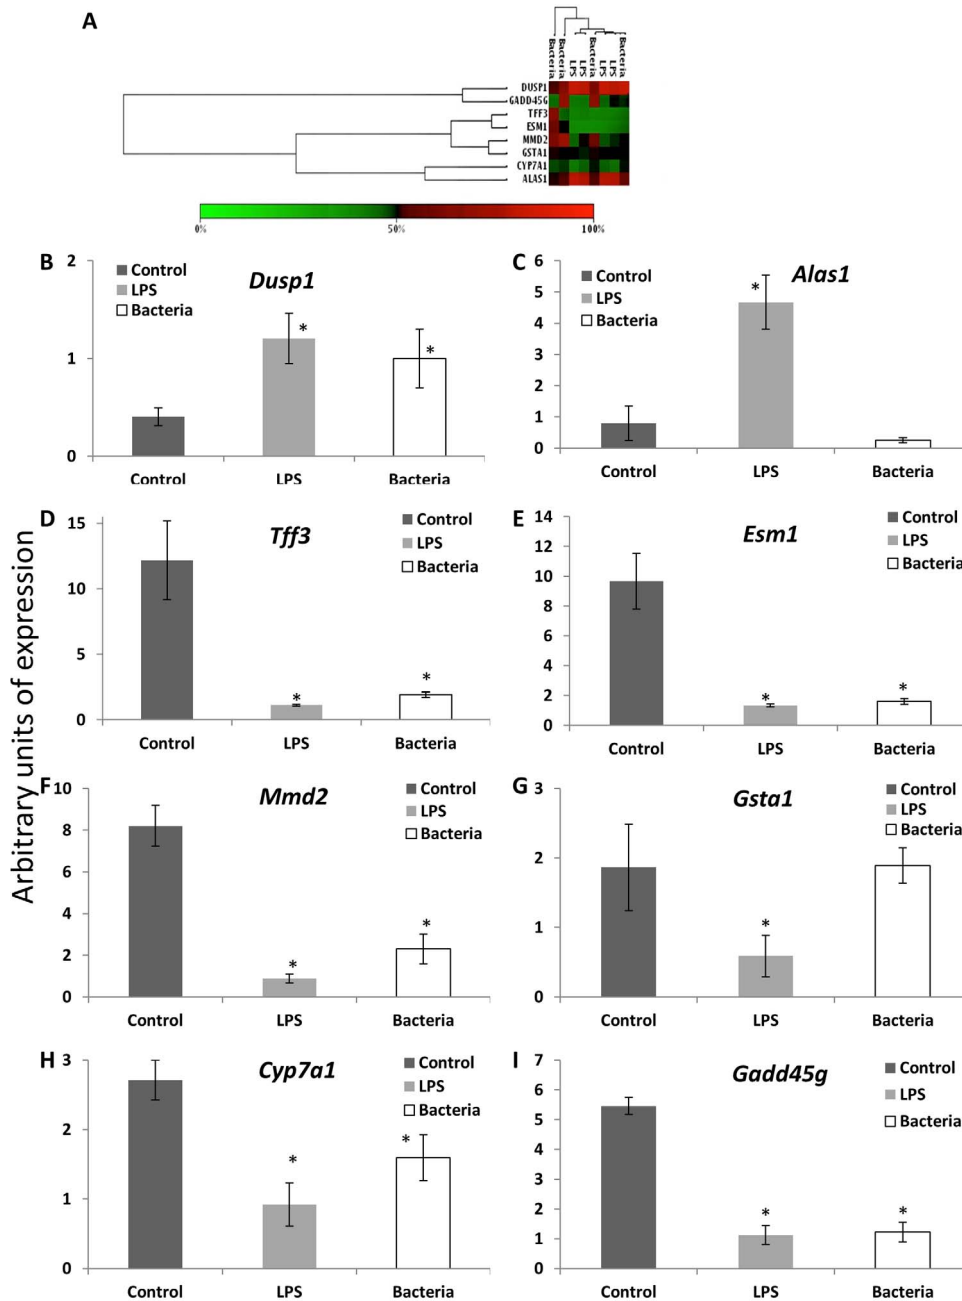 A
Bacteria
Bacteria
LPS
LPS
Bacteria
LPS
LPS
Bacteria
DUSP1
GADD45G
TFF3
ESM1
MMD2
GSTA1
CYP7A1
ALAS1
0% 50% 100%
B
Dusp1
Control
LPS
Bacteria
2
1
0
*
*
Control LPS Bacteria
C
Alas1
Control
LPS
Bacteria
6
5
4
3
2
1
0
*
Control LPS Bacteria
Arbitrary units of expression
D
Tff3
Control
LPS
Bacteria
15
10
5
0
*
*
Control LPS Bacteria
E
Esm1
Control
LPS
Bacteria
14
12
10
8
6
4
2
0
*
*
Control LPS Bacteria
F
Mmd2
Control
LPS
Bacteria
10
8
6
4
2
0
*
*
Control LPS Bacteria
G
Gsta1
Control
LPS
Bacteria
3
2
1
0
*
Control LPS Bacteria
H
Cyp7a1
Control
LPS
Bacteria
3
2
1
0
*
*
Control LPS Bacteria
I
Gadd45g
Control
LPS
Bacteria
7
6
5
4
3
2
1
0
*
*
Control LPS Bacteria